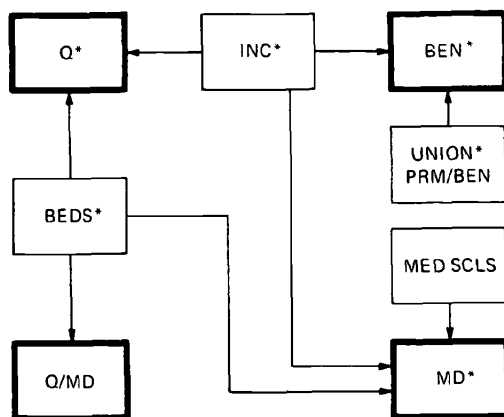 Q*
INC*
BEN*
UNION*
PRM/BEN
BEDS*
MED SCLS
Q/MD
MD*